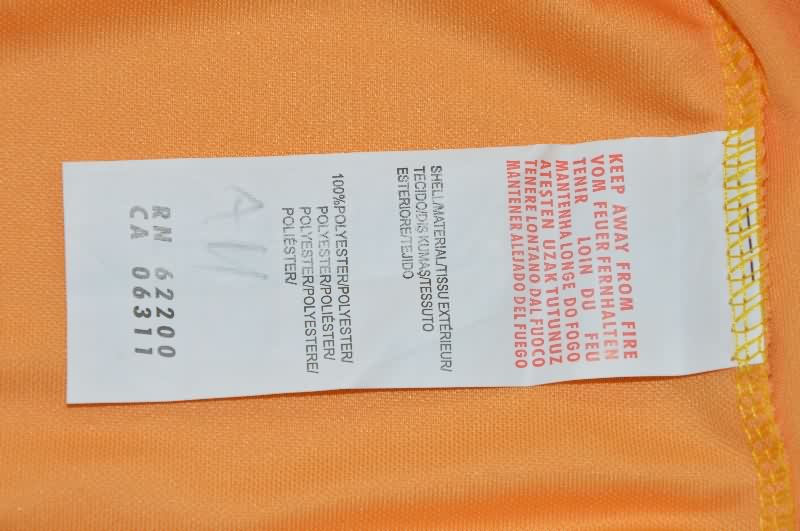 KEEP AWAY FROM FIRE
VOM FEUER FERNHALTEN
TENIR LOIN DU FEU
MANTENHA LONGE DO FOGO
ATEŞTEN UZAK TUTUNUZ
TENERE LONTANO DAL FUOCO
MANTENER ALEJADO DEL FUEGO
SHELL/MATERIAL/TISSU EXTÉRIEUR/
TECIDO/DIŞ KUMAŞ/TESSUTO
ESTERIORE/TEJIDO
100%POLYESTER/POLYESTER/
POLYESTER/POLIÉSTER/
POLYESTER/POLYESTERE/
POLIÉSTER/
RN 62200
CA 06311